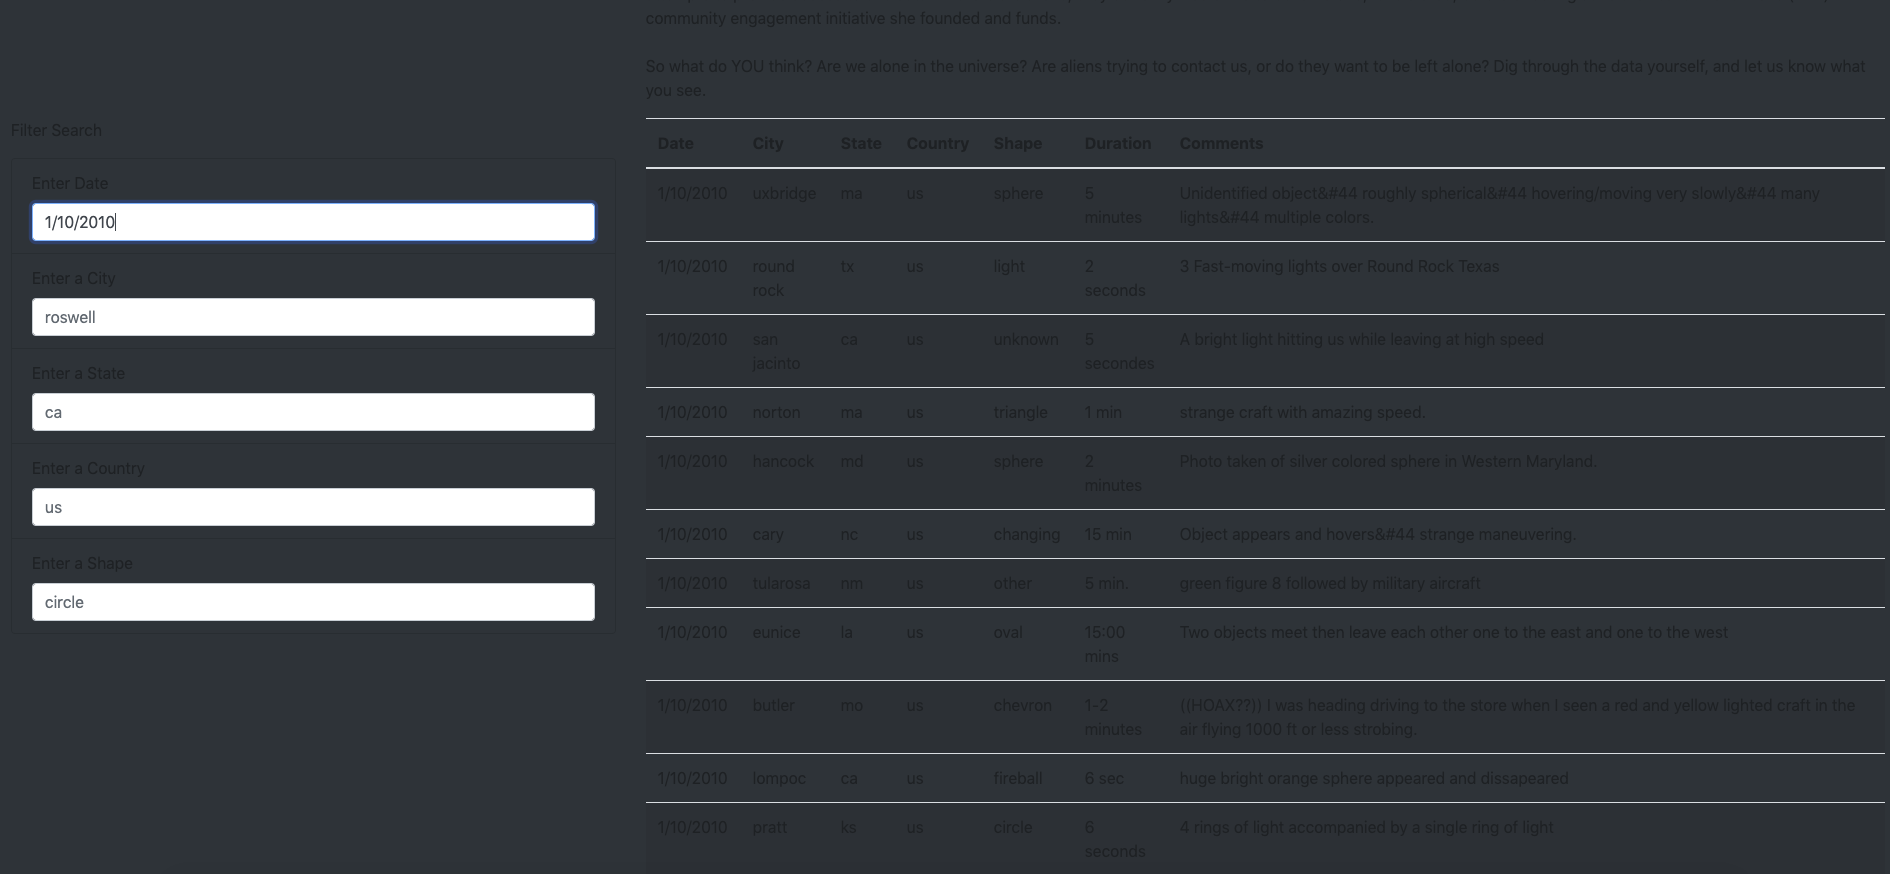 community engagement initiative she founded and funds.
So what do YOU think? Are we alone in the universe? Are aliens trying to contact us, or do they want to be left alone? Dig through the data yourself, and let us know what
you see.
Filter Search
Enter Date
1/10/2010
Enter a City
roswell
Enter a State
ca
Enter a Country
us
Enter a Shape
circle
Date City State Country Shape Duration Comments
1/10/2010 uxbridge ma us sphere 5 Unidentified object&#44 roughly spherical&#44 hovering/moving very slowly&#44 many
minutes lights&#44 multiple colors.
1/10/2010 round tx us light 2 3 Fast-moving lights over Round Rock Texas
rock seconds
1/10/2010 san ca us unknown 5 A bright light hitting us while leaving at high speed
jacinto secondes
1/10/2010 norton ma us triangle 1 min strange craft with amazing speed.
1/10/2010 hancock md us sphere 2 Photo taken of silver colored sphere in Western Maryland.
minutes
1/10/2010 cary nc us changing 15 min Object appears and hovers&#44 strange maneuvering.
1/10/2010 tularosa nm us other 5 min. green figure 8 followed by military aircraft
1/10/2010 eunice la us oval 15:00 Two objects meet then leave each other one to the east and one to the west
mins
1/10/2010 butler mo us chevron 1-2 ((HOAX??)) I was heading driving to the store when I seen a red and yellow lighted craft in the
minutes air flying 1000 ft or less strobing.
1/10/2010 lompoc ca us fireball 6 sec huge bright orange sphere appeared and dissapeared
1/10/2010 pratt ks us circle 6 4 rings of light accompanied by a single ring of light
seconds